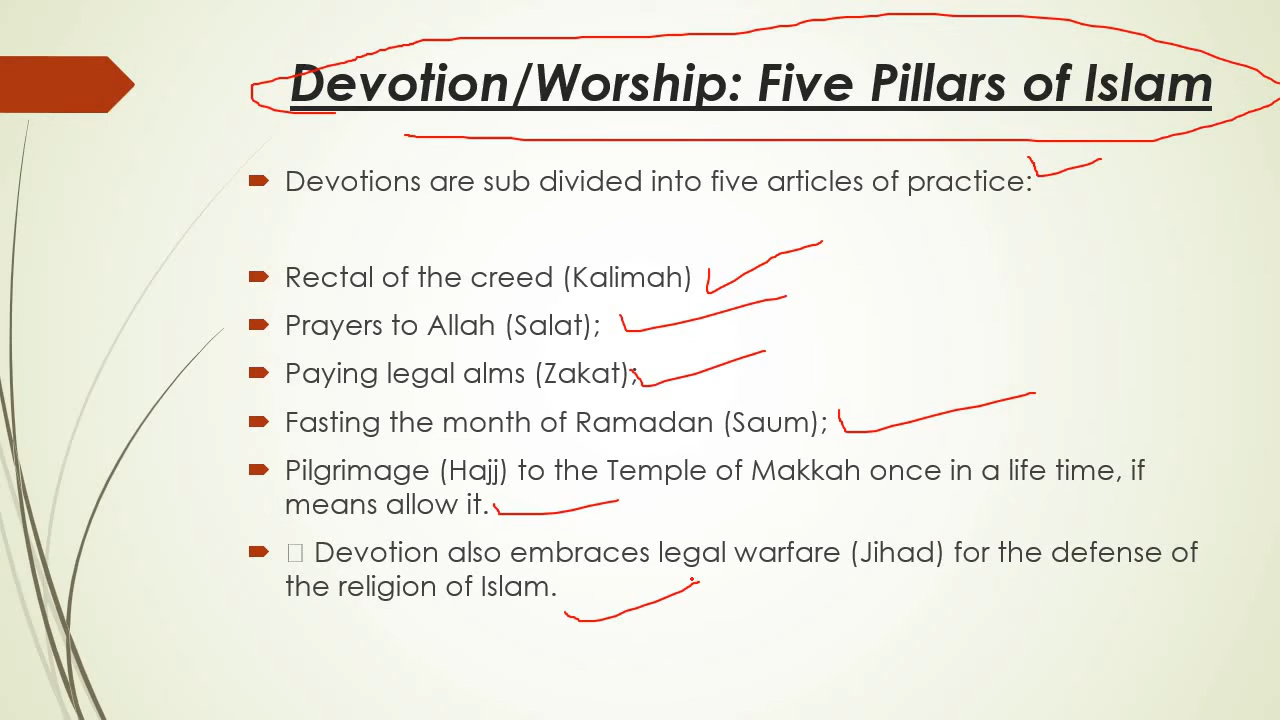 Devotion/Worship: Five Pillars of Islam
Devotions are sub divided into five articles of practice:
Rectal of the creed (Kalimah)
Prayers to Allah (Salat);
Paying legal alms (Zakat);
Fasting the month of Ramadan (Saum);
Pilgrimage (Hajj) to the Temple of Makkah once in a life time, if
means allow it.
Devotion also embraces legal warfare (Jihad) for the defense of
the religion of Islam.